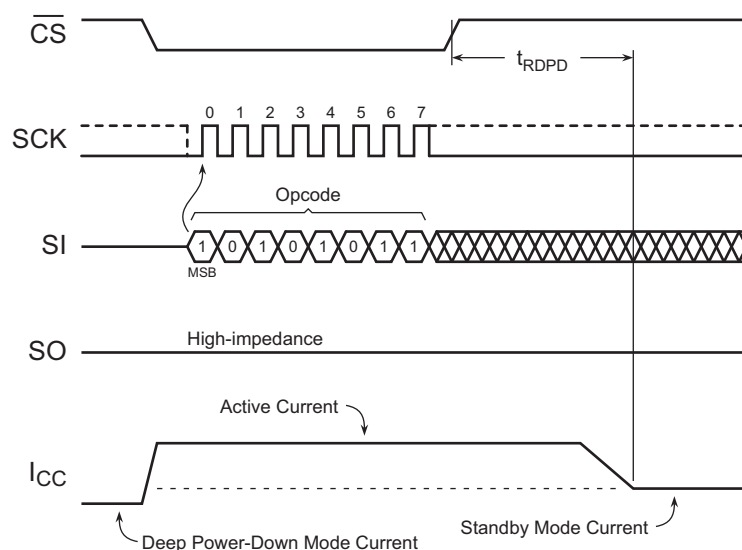 CS
tRDPD
0 1 2 3 4 5 6 7
SCK
Opcode
SI
1 0 1 0 1 0 1 1
MSB
High-impedance
SO
Active Current
ICC
Standby Mode Current
Deep Power-Down Mode Current